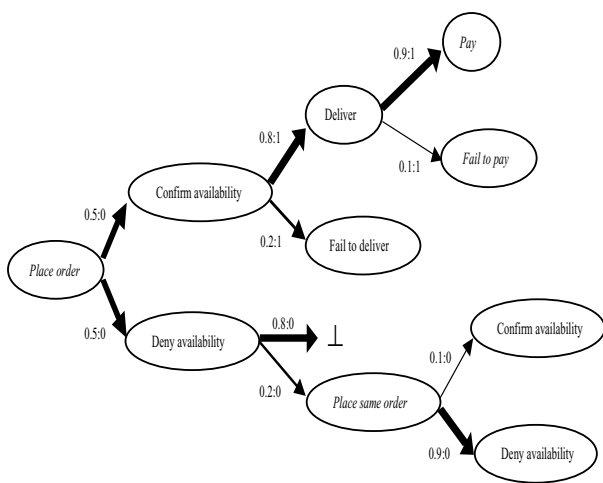 Pay
0.9:1
Deliver
0.8:1
0.1:1
Fail to pay
Confirm availability
0.5:0
0.2:1
Fail to deliver
Place order
0.5:0
Deny availability
0.8:0
⊥
Confirm availability
0.2:0
0.1:0
Place same order
0.9:0
Deny availability